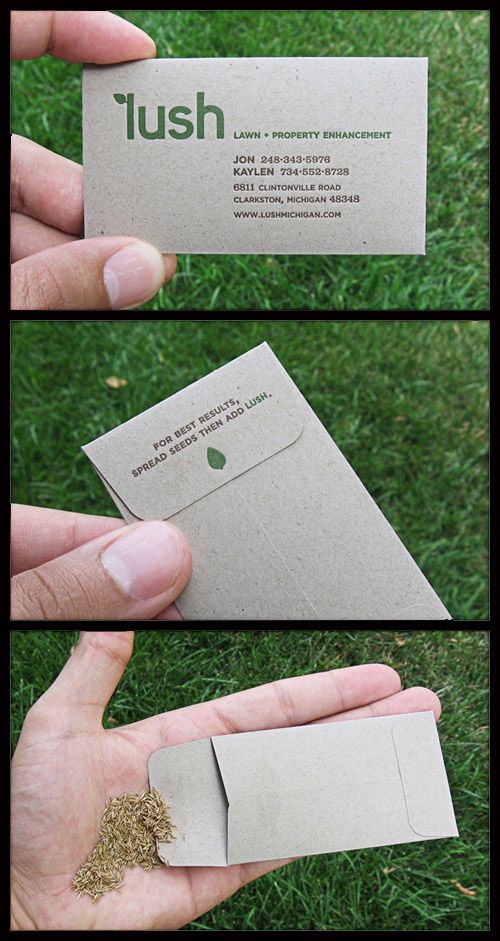 lush LAWN + PROPERTY ENHANCEMENT
JON 248·343·5976
KAYLEN 734·552·8728
6811 CLINTONVILLE ROAD
CLARKSTON, MICHIGAN 48348
WWW.LUSHMICHIGAN.COM
FOR BEST RESULTS,
SPREAD SEEDS THEN ADD LUSH.